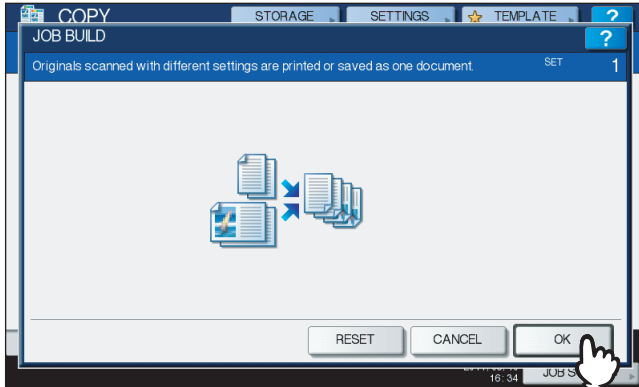 COPY STORAGE SETTINGS TEMPLATE ?
JOB BUILD ?
Originals scanned with different settings are printed or saved as one document. SET 1
RESET CANCEL OK
16:34 JOB S